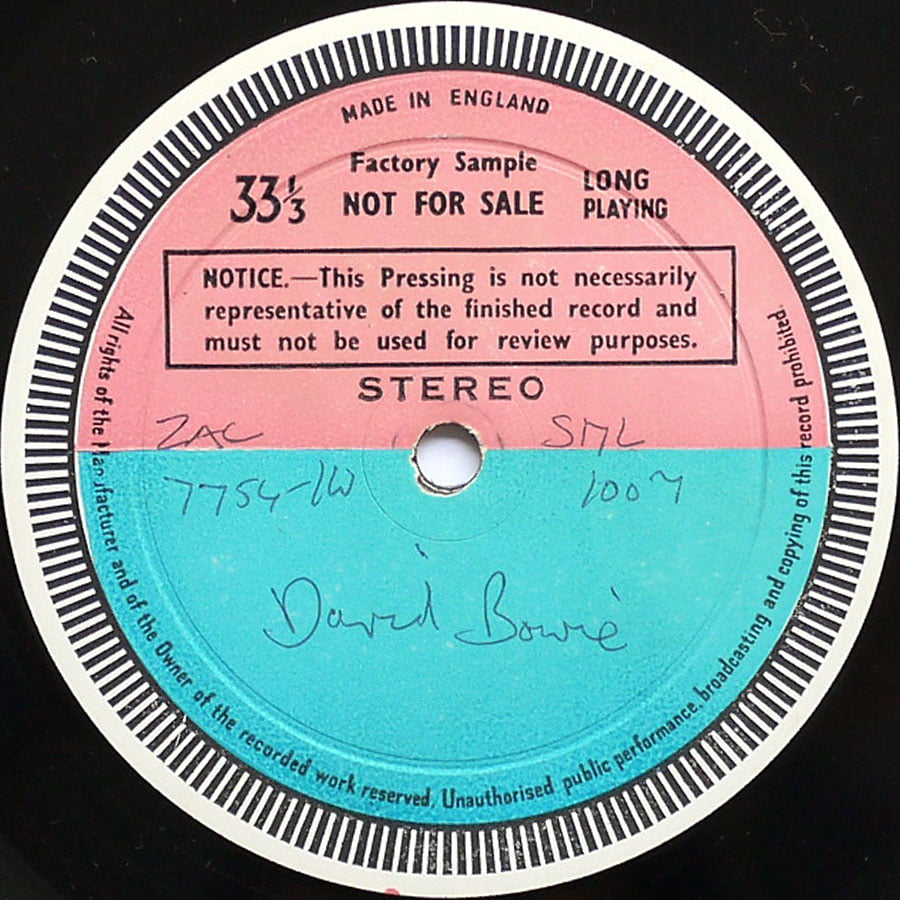 MADE IN ENGLAND
Factory Sample
33⅓ NOT FOR SALE LONG PLAYING
NOTICE.—This Pressing is not necessarily
representative of the finished record and
must not be used for review purposes.
STEREO
ZAL SML
7754-1W 1007
David Bowie
All rights of the Manufacturer and of the Owner of the recorded work reserved. Unauthorised public performance, broadcasting and copying of this record prohibited.